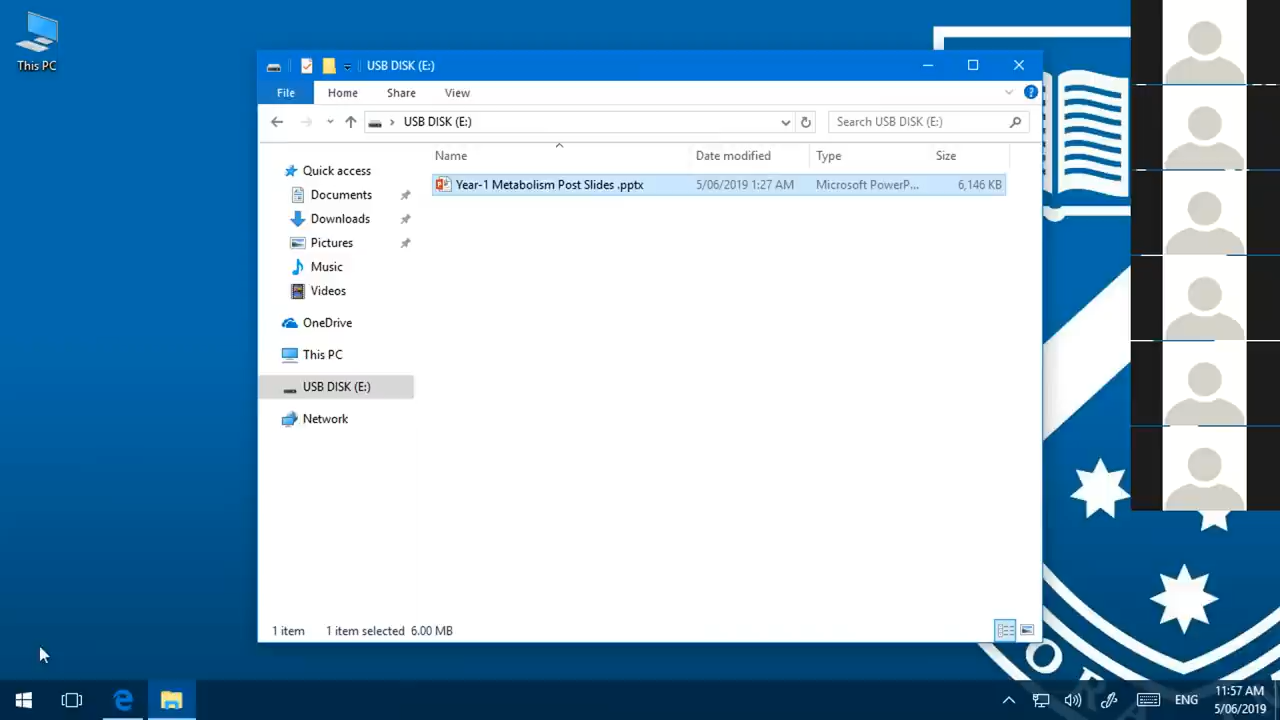 This PC
USB DISK (E:)
File Home Share View
USB DISK (E:)
Search USB DISK (E:)
Name Date modified Type Size
Quick access
Documents
Downloads
Pictures
Music
Videos
OneDrive
This PC
USB DISK (E:)
Network
Year-1 Metabolism Post Slides .pptx 5/06/2019 1:27 AM Microsoft PowerP... 6,146 KB
1 item 1 item selected 6.00 MB
O R A
ENG
11:57 AM
5/06/2019